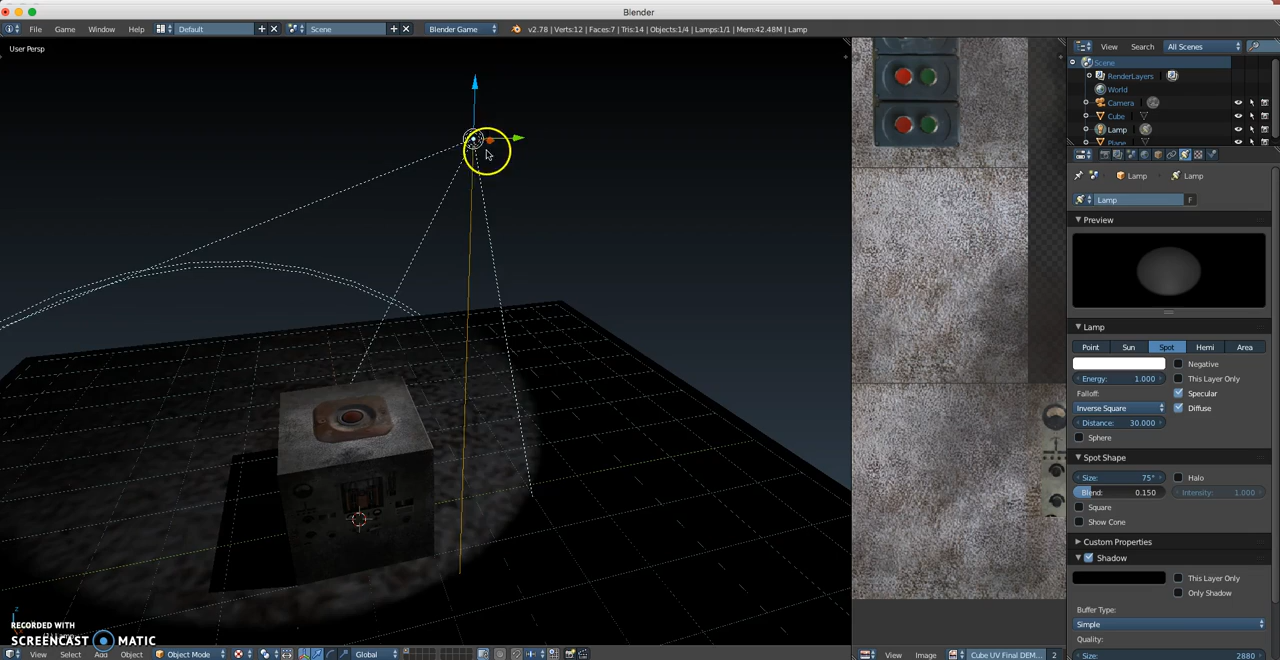 Blender
File Game Window Help Default Scene Blender Game v2.78 | Verts:12 | Faces:7 | Tris:14 | Objects:1/4 | Lamps:1/1 | Mem:42.48M | Lamp
User Persp
View Search All Scenes
Scene
RenderLayers
World
Camera
Cube
Lamp
Plane
Lamp Lamp
Lamp F
Preview
Lamp
Point Sun Spot Hemi Area
Negative
Energy: 1.000 This Layer Only
Falloff: Specular
Inverse Square Diffuse
Distance: 30.000
Sphere
Spot Shape
Size: 75° Halo
Blend: 0.150 Intensity: 1.000
Square
Show Cone
Custom Properties
Shadow
This Layer Only
Only Shadow
Buffer Type:
Simple
Quality:
Size: 2880
RECORDED WITH
SCREENCAST MATIC
View Select Add Object Object Mode Global View Image Cube UV Final DEM... 2